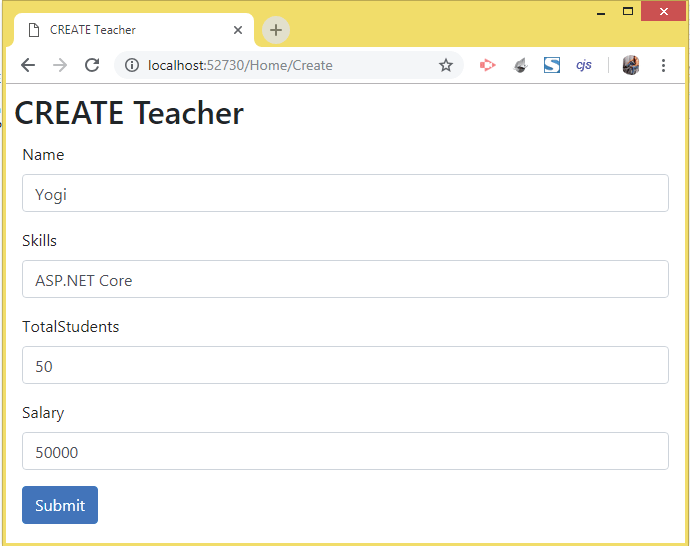 CREATE Teacher
localhost:52730/Home/Create
cjs
CREATE Teacher
Name
Yogi
Skills
ASP.NET Core
TotalStudents
50
Salary
50000
Submit